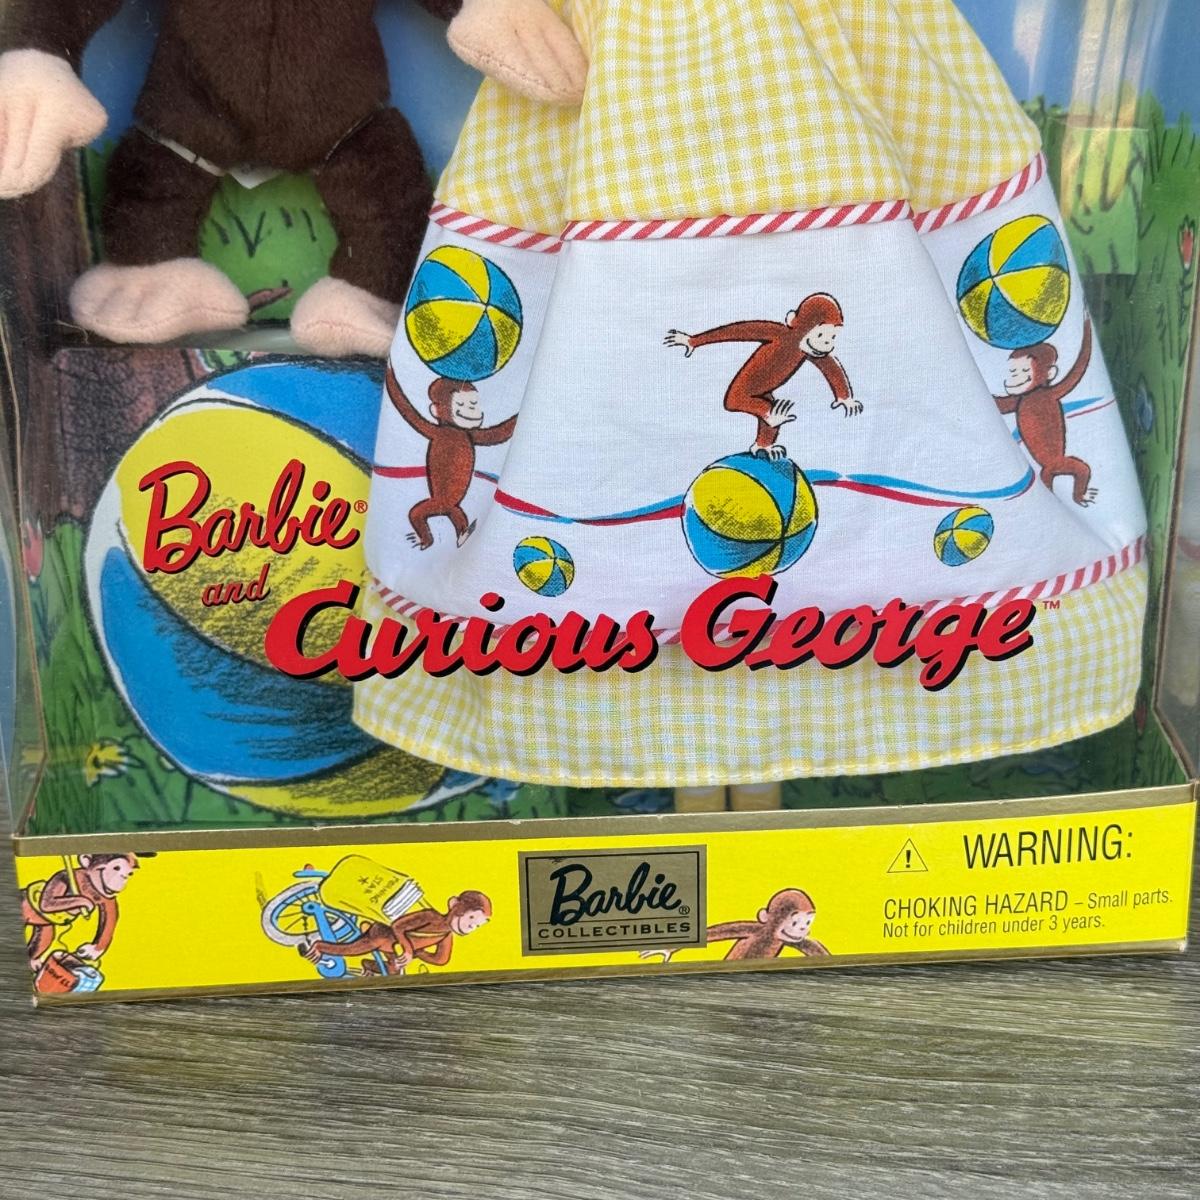 Barbie®
and
Curious George™
Barbie®
COLLECTIBLES
WARNING:
CHOKING HAZARD – Small parts.
Not for children under 3 years.